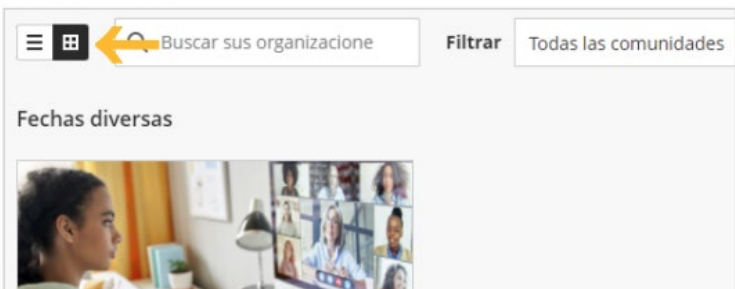 Buscar sus organizacione
Filtrar
Todas las comunidades
Fechas diversas